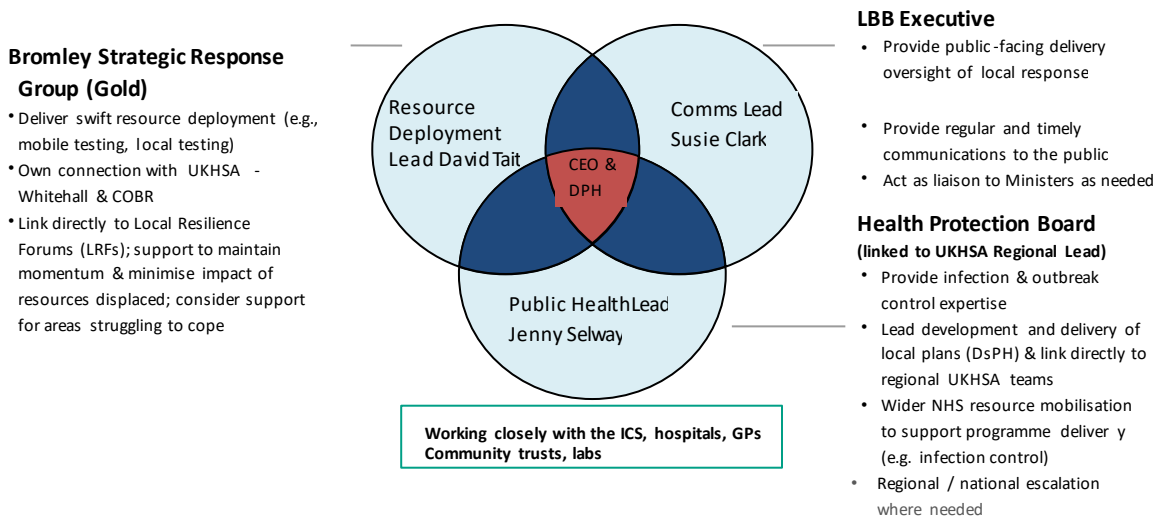 Bromley Strategic Response
Group (Gold)
• Deliver swift resource deployment (e.g.,
mobile testing, local testing)
• Own connection with UKHSA -
Whitehall & COBR
• Link directly to Local Resilience
Forums (LRFs); support to maintain
momentum & minimise impact of
resources displaced; consider support
for areas struggling to cope
Resource
Deployment
Lead David Tait
Comms Lead
Susie Clark
CEO &
DPH
Public HealthLead
Jenny Selway
Working closely with the ICS, hospitals, GPs
Community trusts, labs
LBB Executive
• Provide public-facing delivery
oversight of local response
• Provide regular and timely
communications to the public
• Act as liaison to Ministers as needed
Health Protection Board
(linked to UKHSA Regional Lead)
• Provide infection & outbreak
control expertise
• Lead development and delivery of
local plans (DsPH) & link directly to
regional UKHSA teams
• Wider NHS resource mobilisation
to support programme deliver y
(e.g. infection control)
• Regional / national escalation
where needed